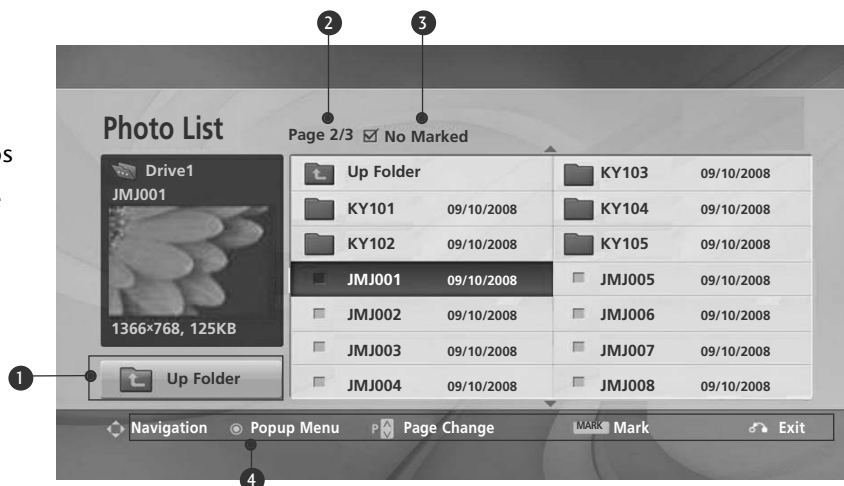 2 3
Photo List
Page 2/3 No Marked
Drive1
JMJ001
1366×768, 125KB
Up Folder
Up Folder
KY101 09/10/2008
KY102 09/10/2008
JMJ001 09/10/2008
JMJ002 09/10/2008
JMJ003 09/10/2008
JMJ004 09/10/2008
KY103 09/10/2008
KY104 09/10/2008
KY105 09/10/2008
JMJ005 09/10/2008
JMJ006 09/10/2008
JMJ007 09/10/2008
JMJ008 09/10/2008
1
Navigation Popup Menu P Page Change MARK Mark Exit
4